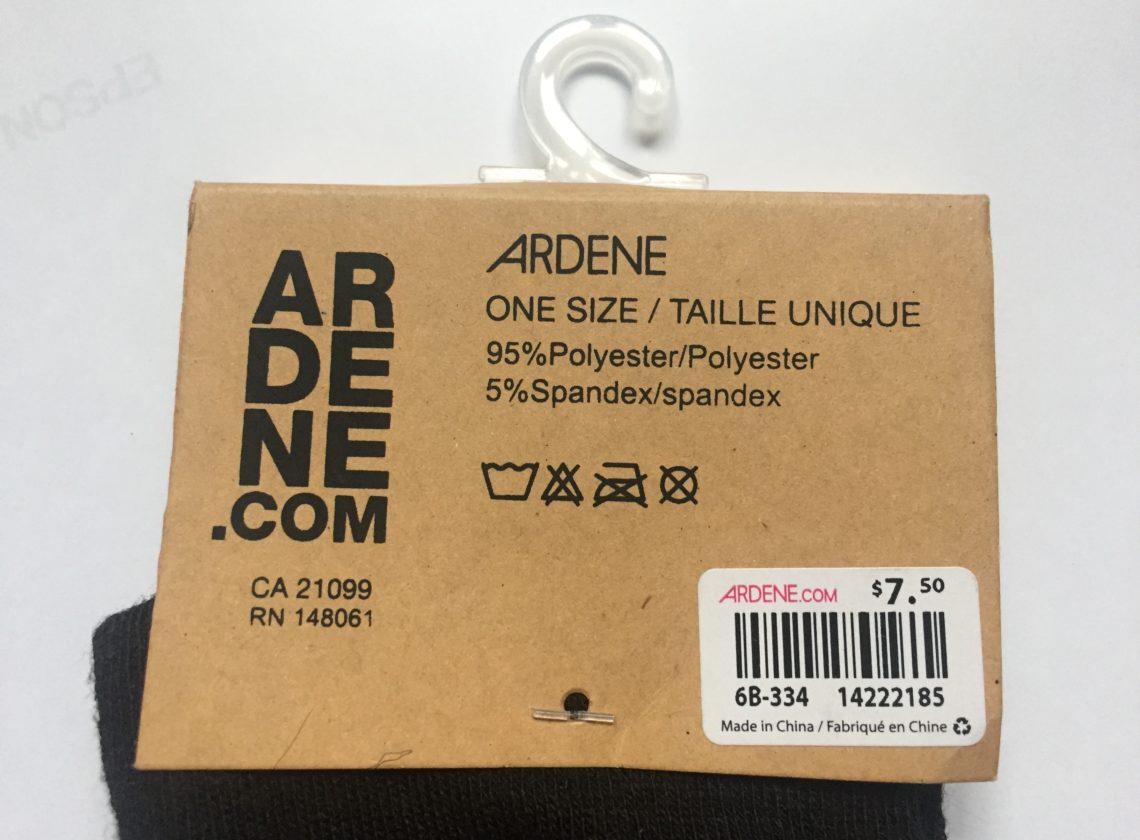 EPSON
AR
DE
NE
.COM
CA 21099
RN 148061
ARDENE
ONE SIZE / TAILLE UNIQUE
95%Polyester/Polyester
5%Spandex/spandex
ARDENE.COM $7.50
6B-334 14222185
Made in China / Fabriqué en Chine